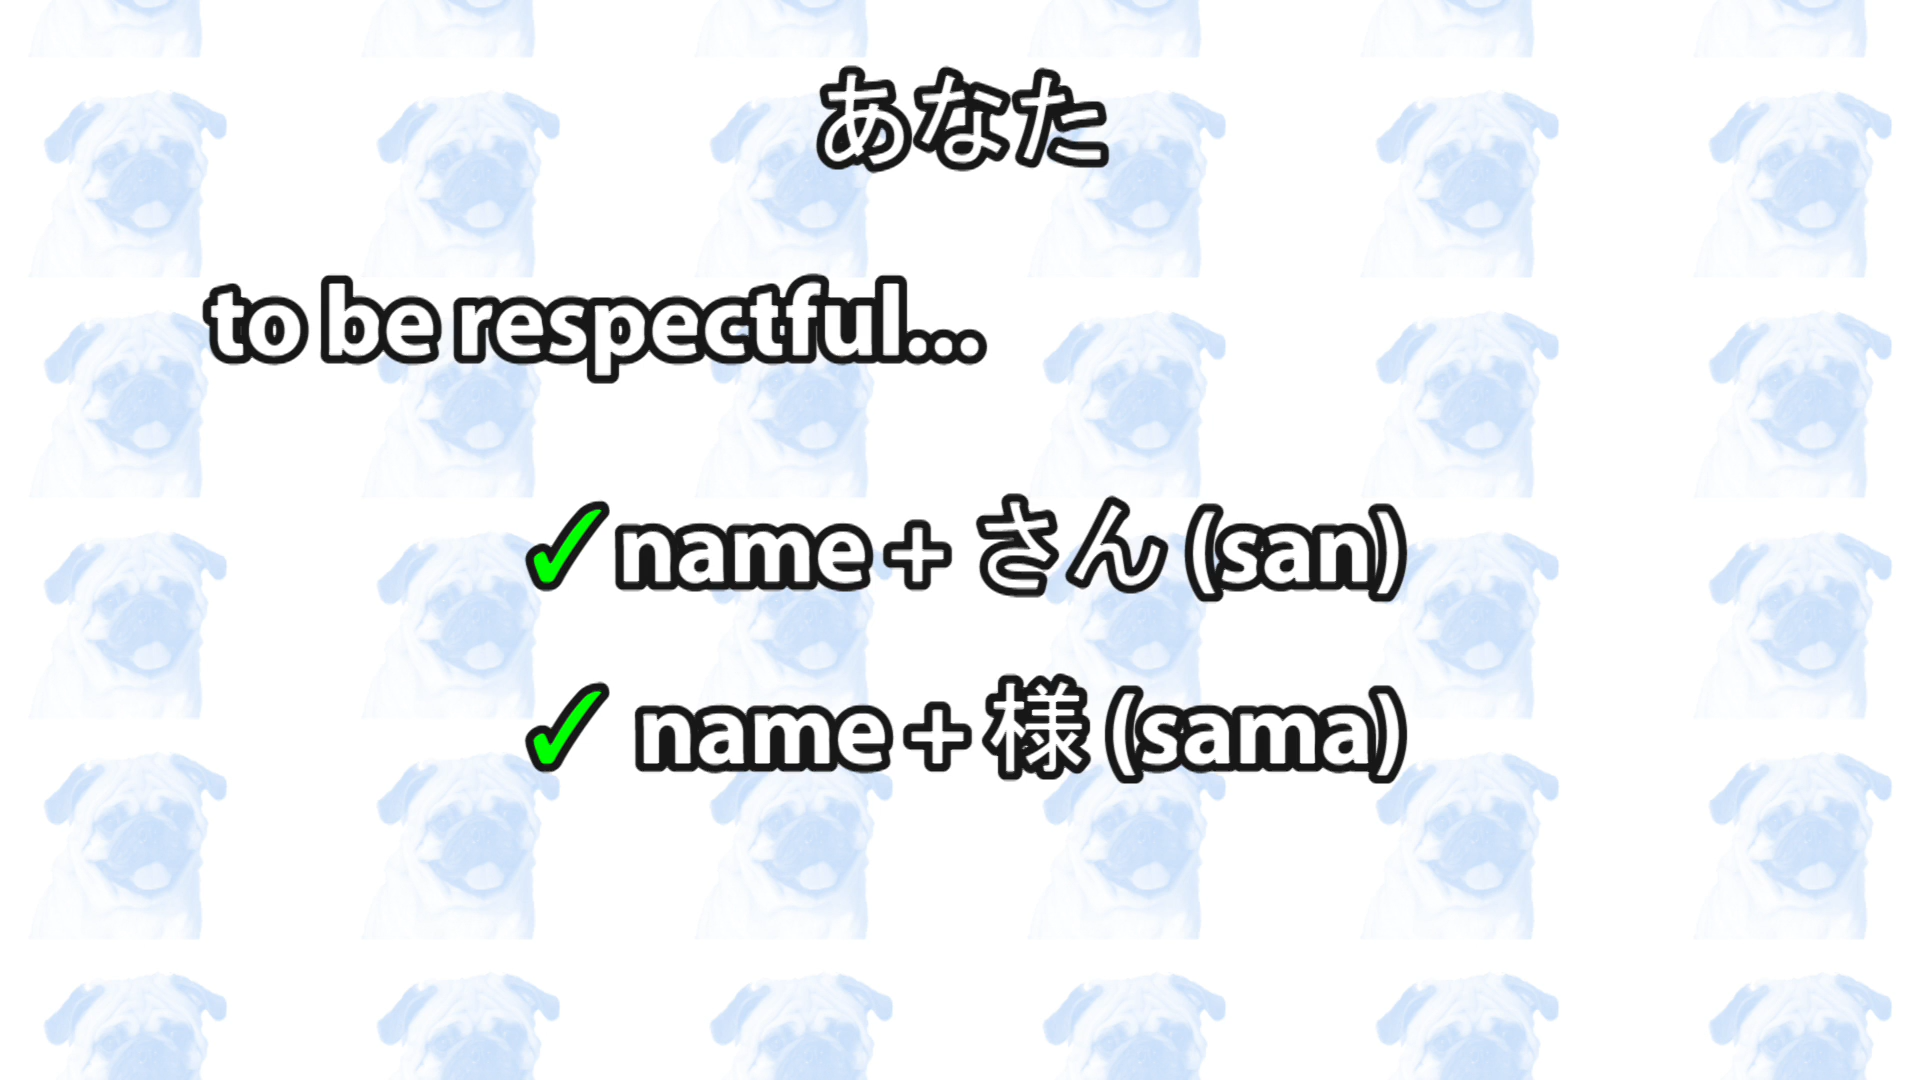 あなた
to be respectful...
✓name + さん (san)
✓ name + 様 (sama)